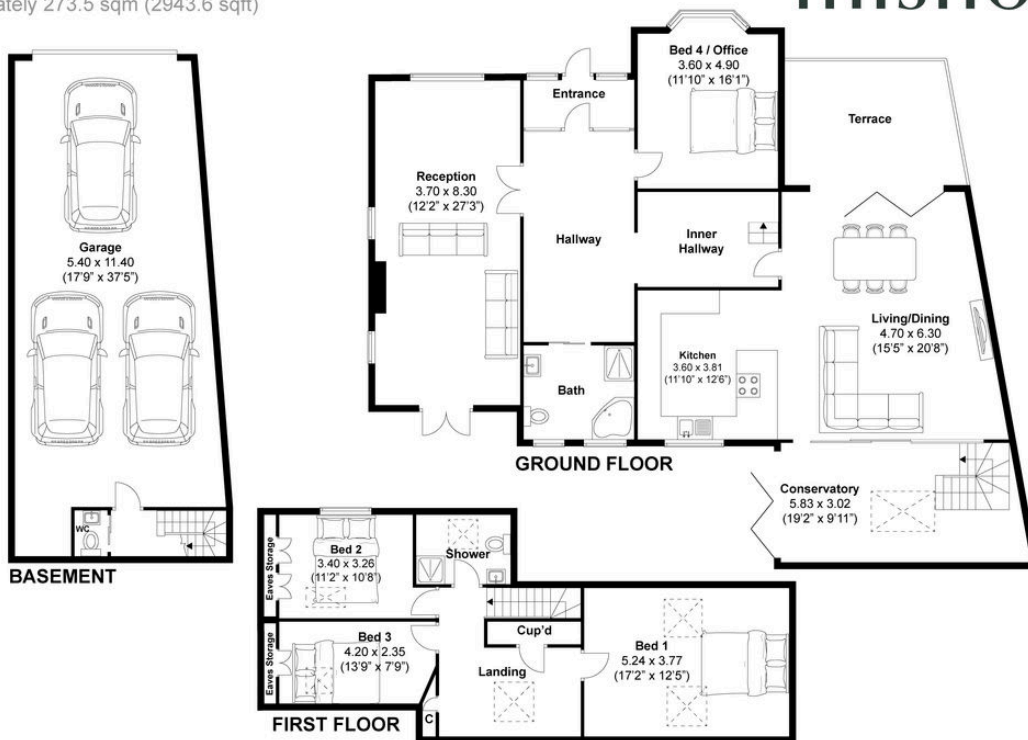 ately 273.5 sqm (2943.6 sqft)
Garage
5.40 x 11.40
(17'9" x 37'5")
WC
BASEMENT
Reception
3.70 x 8.30
(12'2" x 27'3")
Entrance
Hallway
Bed 4 / Office
3.60 x 4.90
(11'10" x 16'1")
Inner
Hallway
Terrace
Bath
Kitchen
3.60 x 3.81
(11'10" x 12'6")
Living/Dining
4.70 x 6.30
(15'5" x 20'8")
GROUND FLOOR
Conservatory
5.83 x 3.02
(19'2" x 9'11")
Eaves Storage
Bed 2
3.40 x 3.26
(11'2" x 10'8")
Shower
Eaves Storage
Bed 3
4.20 x 2.35
(13'9" x 7'9")
Cup'd
Landing
C
Bed 1
5.24 x 3.77
(17'2" x 12'5")
FIRST FLOOR